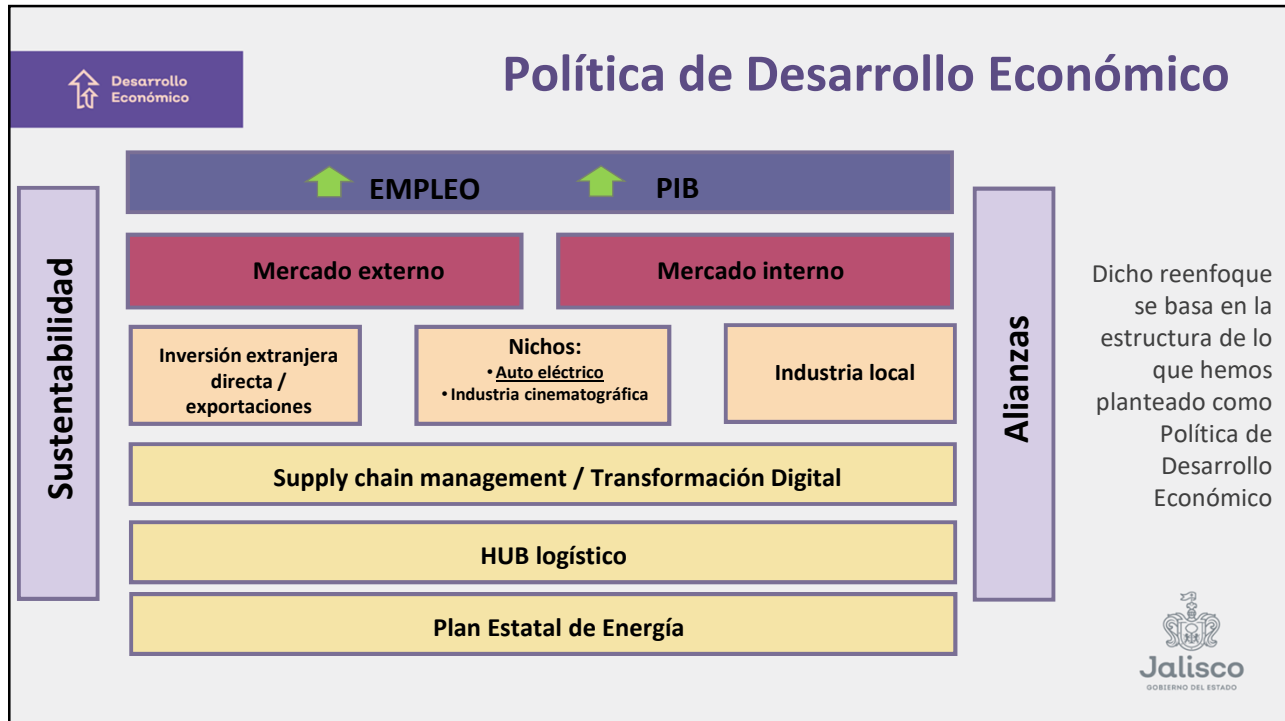 Desarrollo
Económico
Política de Desarrollo Económico
Sustentabilidad
EMPLEO
PIB
Mercado externo
Mercado interno
Inversión extranjera
directa /
exportaciones
Nichos:
• Auto eléctrico
• Industria cinematográfica
Industria local
Supply chain management / Transformación Digital
HUB logístico
Plan Estatal de Energía
Alianzas
Dicho reenfoque
se basa en la
estructura de lo
que hemos
planteado como
Política de
Desarrollo
Económico
Jalisco
GOBIERNO DEL ESTADO